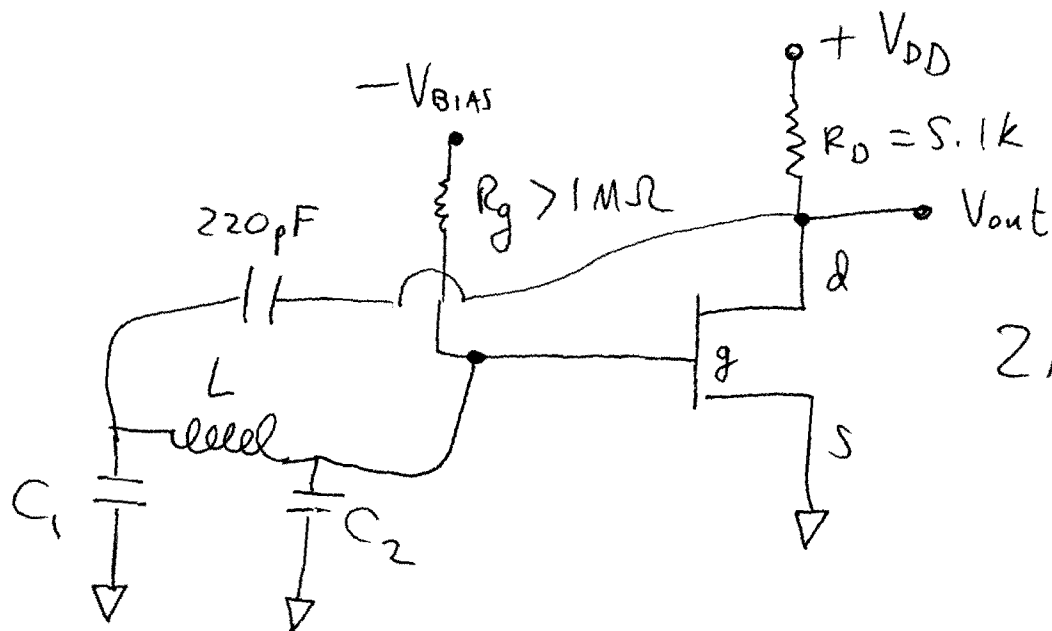 + V_DD
−V_BIAS
R_D = 5.1k
R_g > 1MΩ
V_out
220pF
d
g
L
s
C_1
C_2